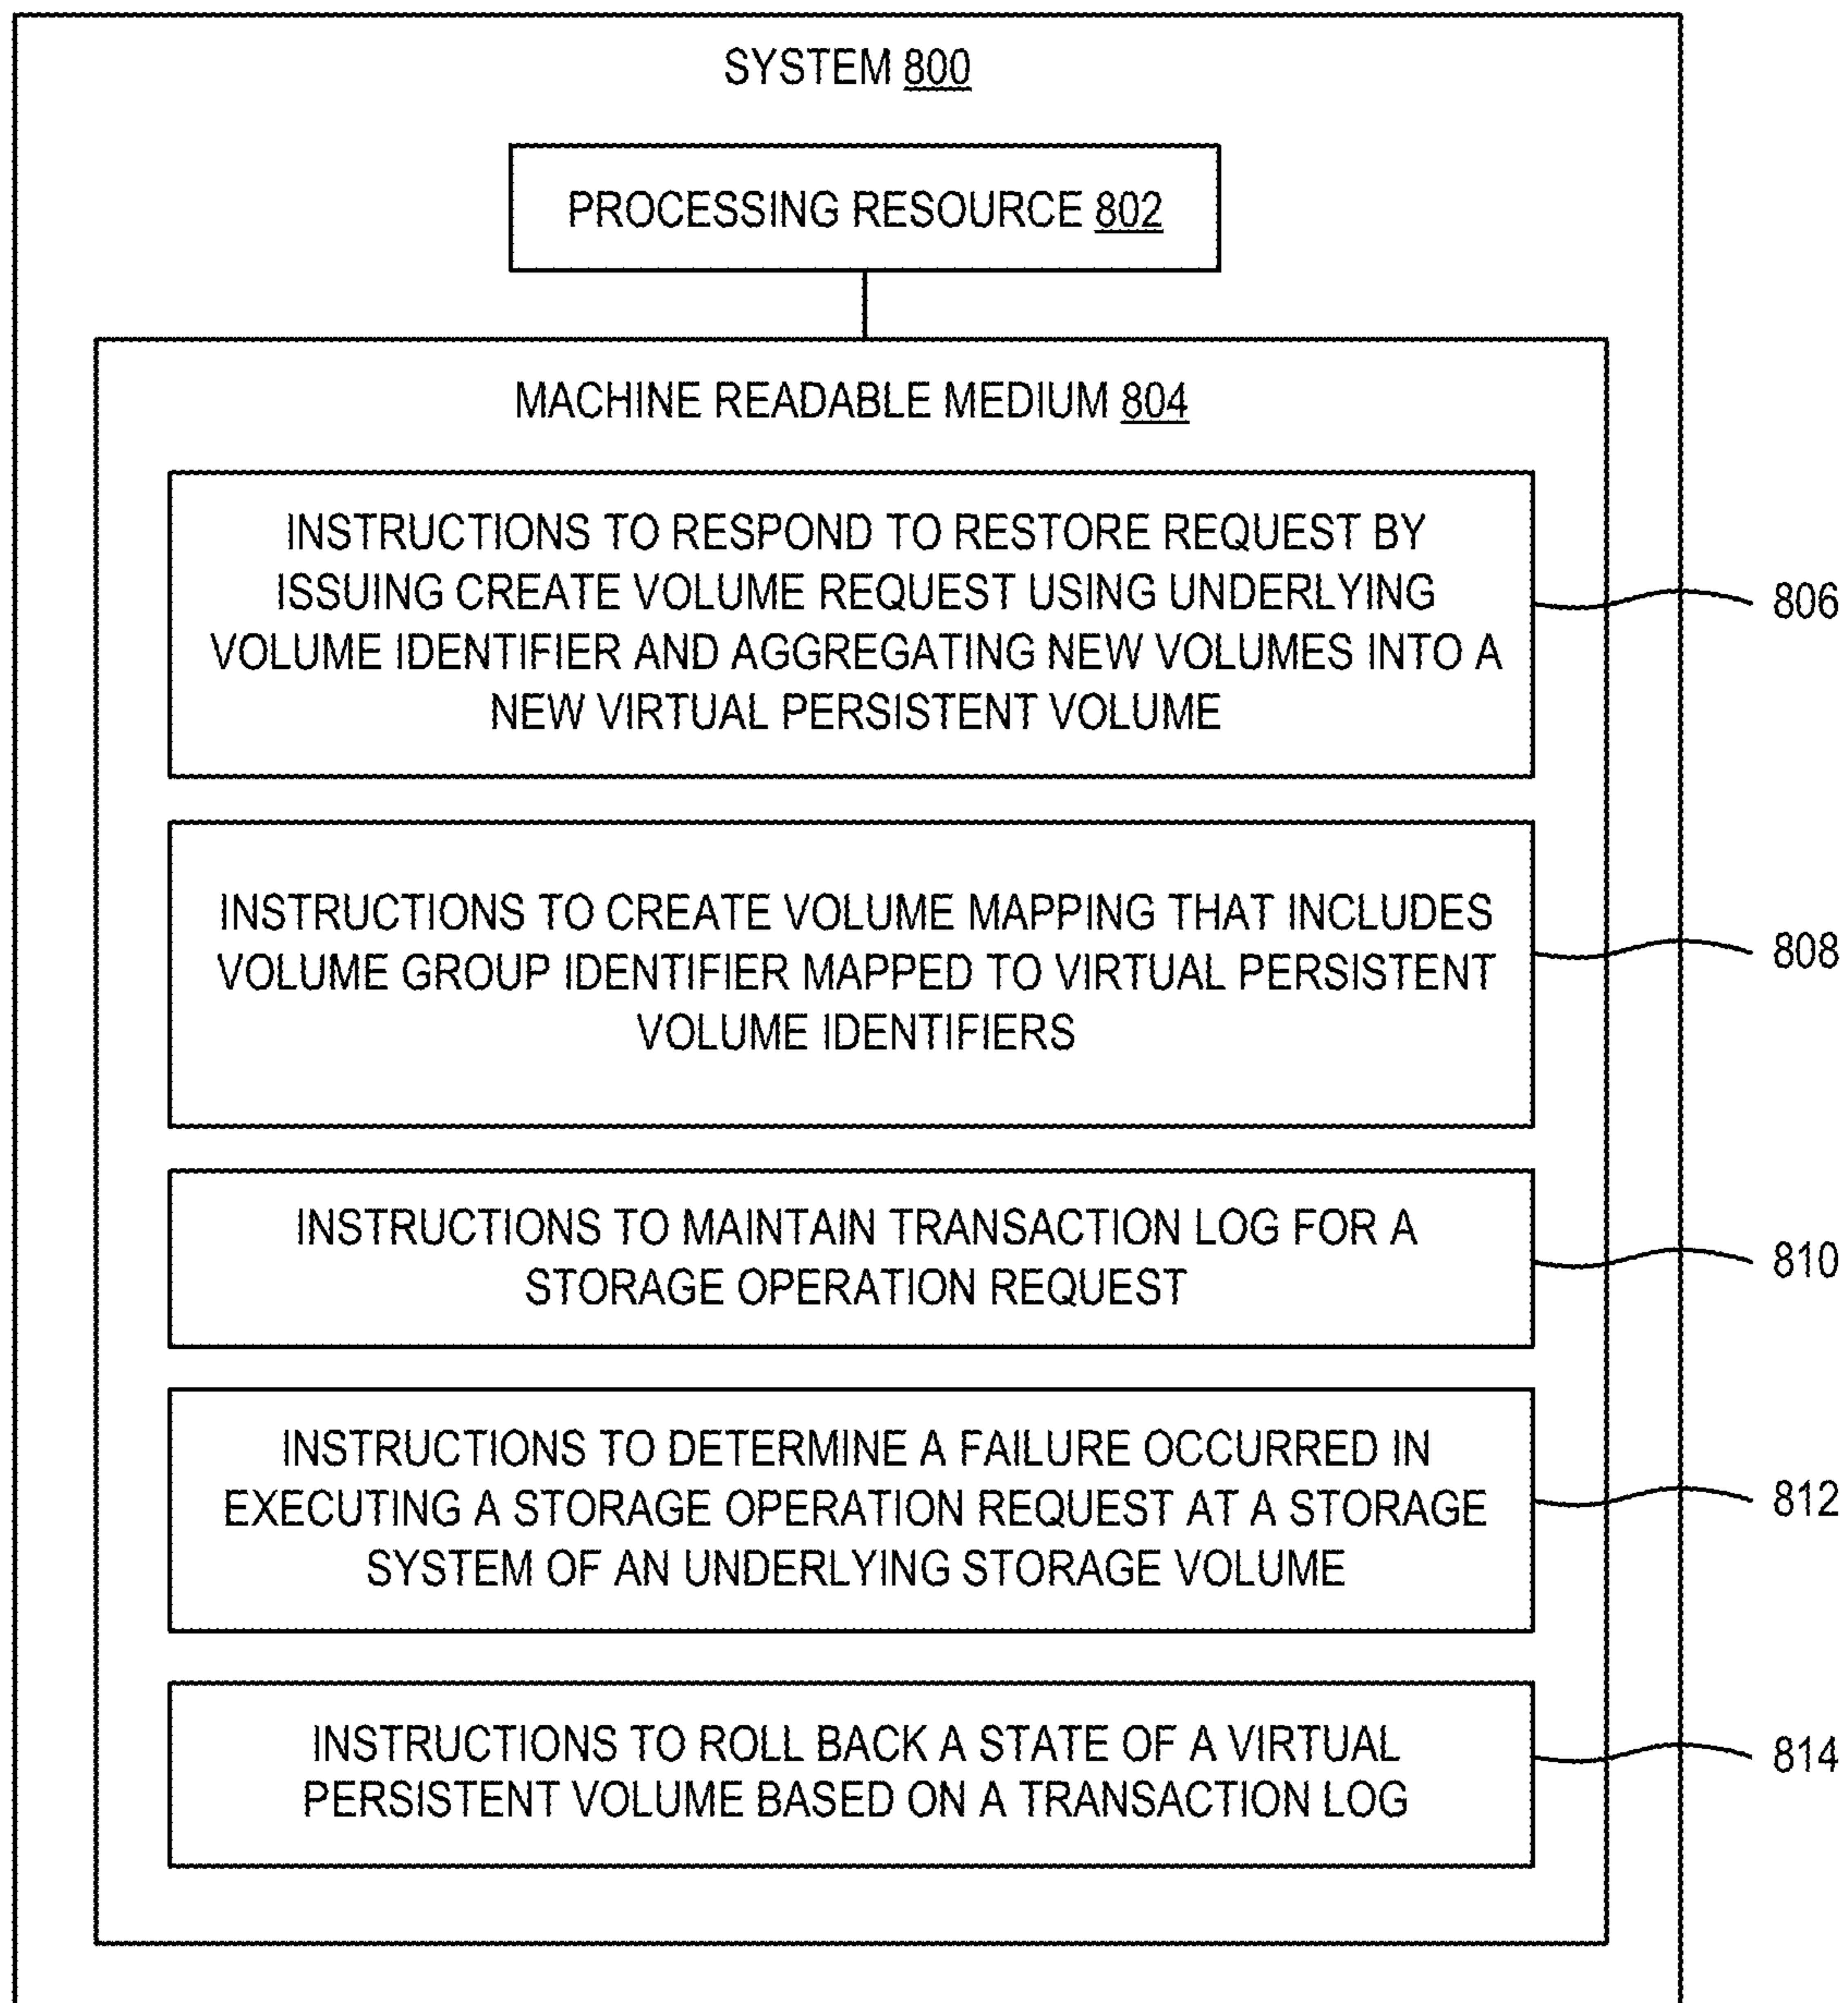 SYSTEM 800
PROCESSING RESOURCE 802
MACHINE READABLE MEDIUM 804
INSTRUCTIONS TO RESPOND TO RESTORE REQUEST BY
ISSUING CREATE VOLUME REQUEST USING UNDERLYING
VOLUME IDENTIFIER AND AGGREGATING NEW VOLUMES INTO A
NEW VIRTUAL PERSISTENT VOLUME
806
INSTRUCTIONS TO CREATE VOLUME MAPPING THAT INCLUDES
VOLUME GROUP IDENTIFIER MAPPED TO VIRTUAL PERSISTENT
VOLUME IDENTIFIERS
808
INSTRUCTIONS TO MAINTAIN TRANSACTION LOG FOR A
STORAGE OPERATION REQUEST
810
INSTRUCTIONS TO DETERMINE A FAILURE OCCURRED IN
EXECUTING A STORAGE OPERATION REQUEST AT A STORAGE
SYSTEM OF AN UNDERLYING STORAGE VOLUME
812
INSTRUCTIONS TO ROLL BACK A STATE OF A VIRTUAL
PERSISTENT VOLUME BASED ON A TRANSACTION LOG
814